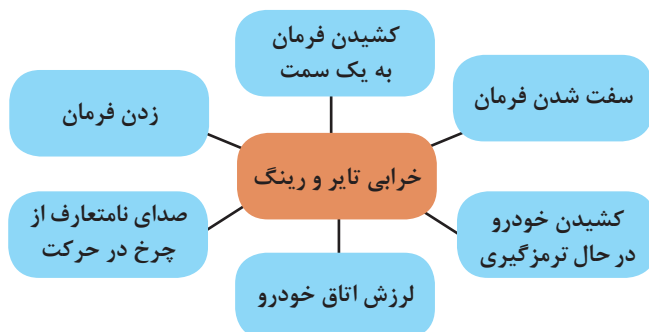 کشیدن فرمان
به یک سمت
سفت شدن فرمان
زدن فرمان
خرابی تایر و رینگ
کشیدن خودرو
در حال ترمزگیری
صدای نامتعارف از
چرخ در حرکت
لرزش اتاق خودرو